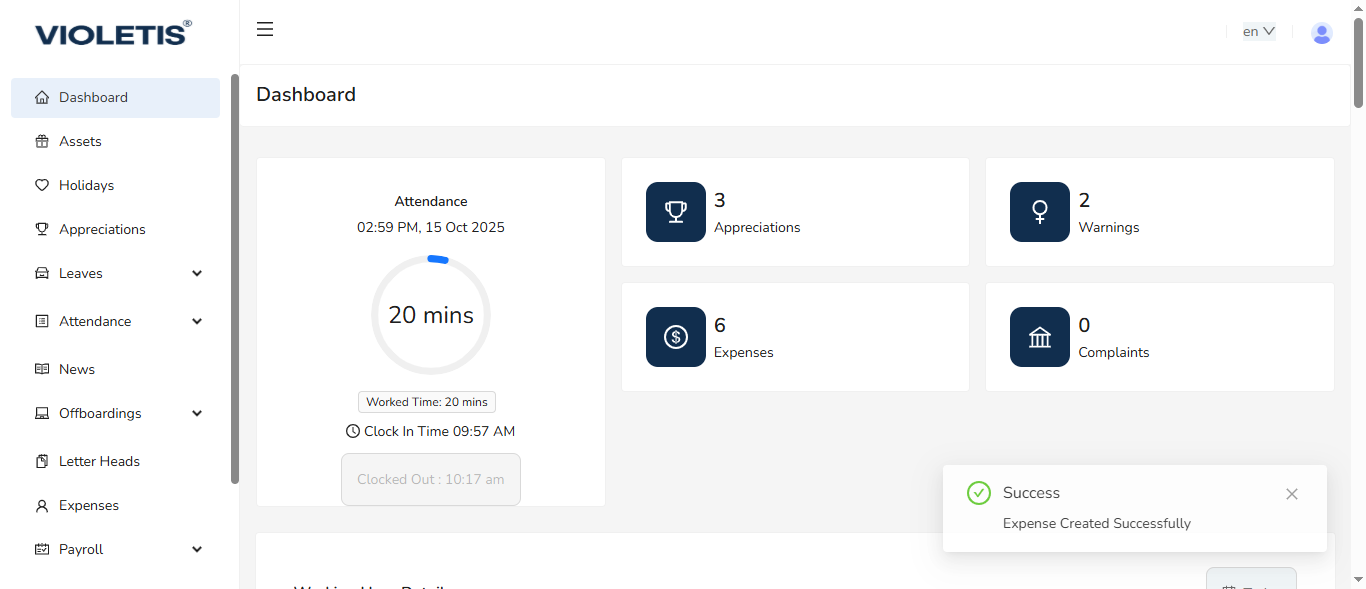 VIOLETIS®
en
Dashboard
Assets
Holidays
Appreciations
Leaves
Attendance
News
Offboardings
Letter Heads
Expenses
Payroll
Dashboard
Attendance
02:59 PM, 15 Oct 2025
20 mins
Worked Time: 20 mins
Clock In Time 09:57 AM
Clocked Out : 10:17 am
3
Appreciations
2
Warnings
6
Expenses
0
Complaints
Success
Expense Created Successfully